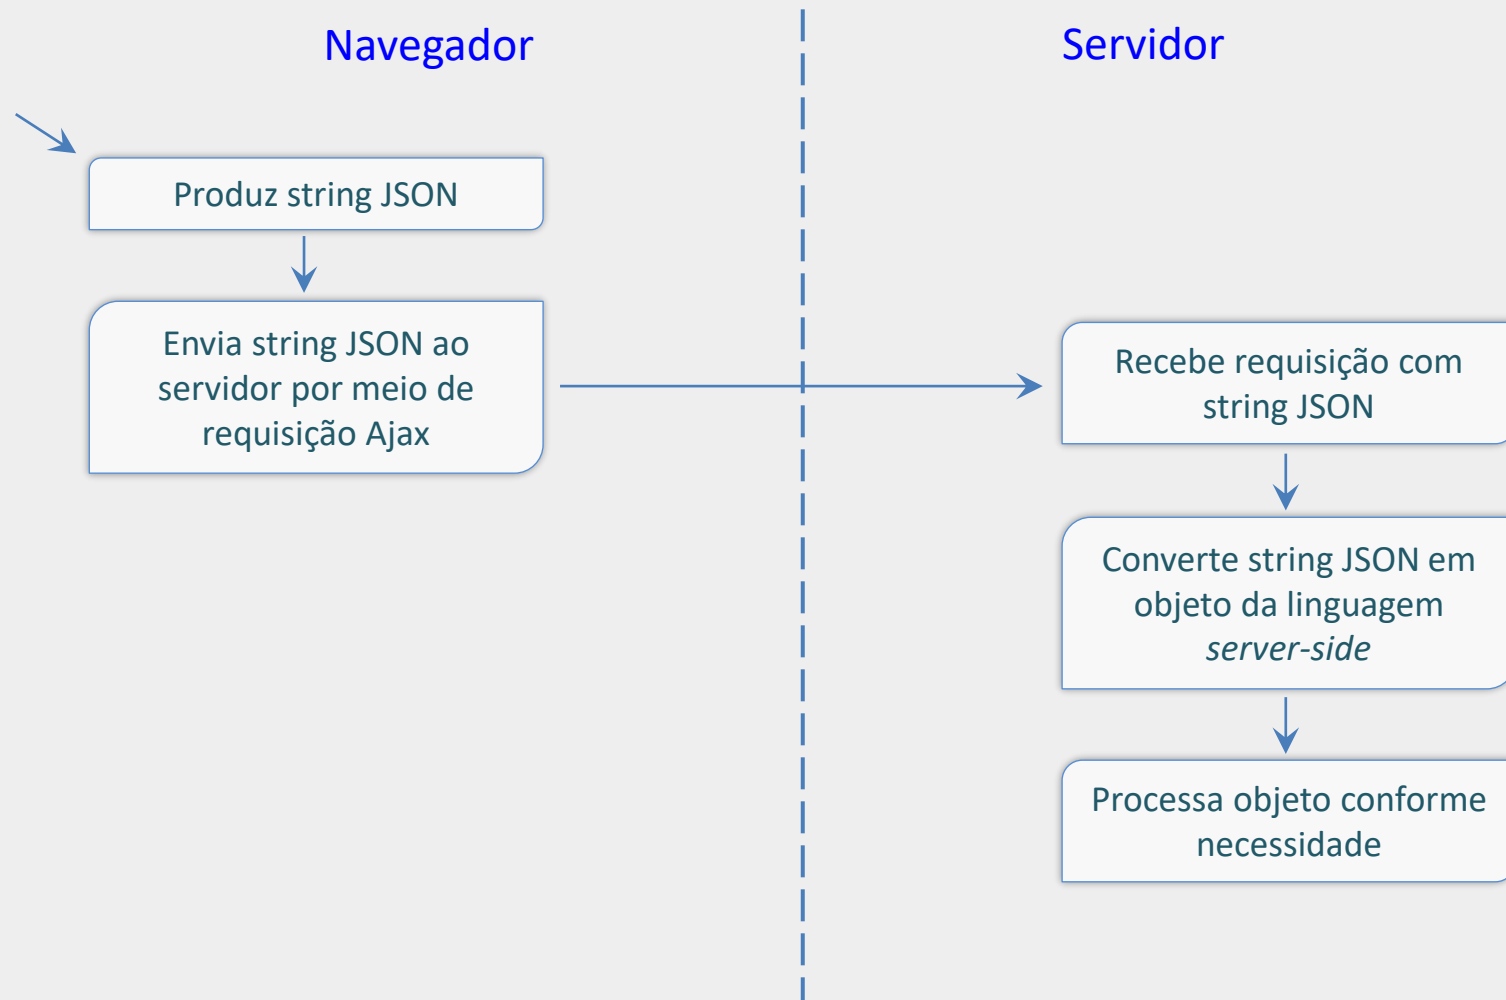 Navegador
Servidor
Produz string JSON
Envia string JSON ao
servidor por meio de
requisição Ajax
Recebe requisição com
string JSON
Converte string JSON em
objeto da linguagem
server-side
Processa objeto conforme
necessidade